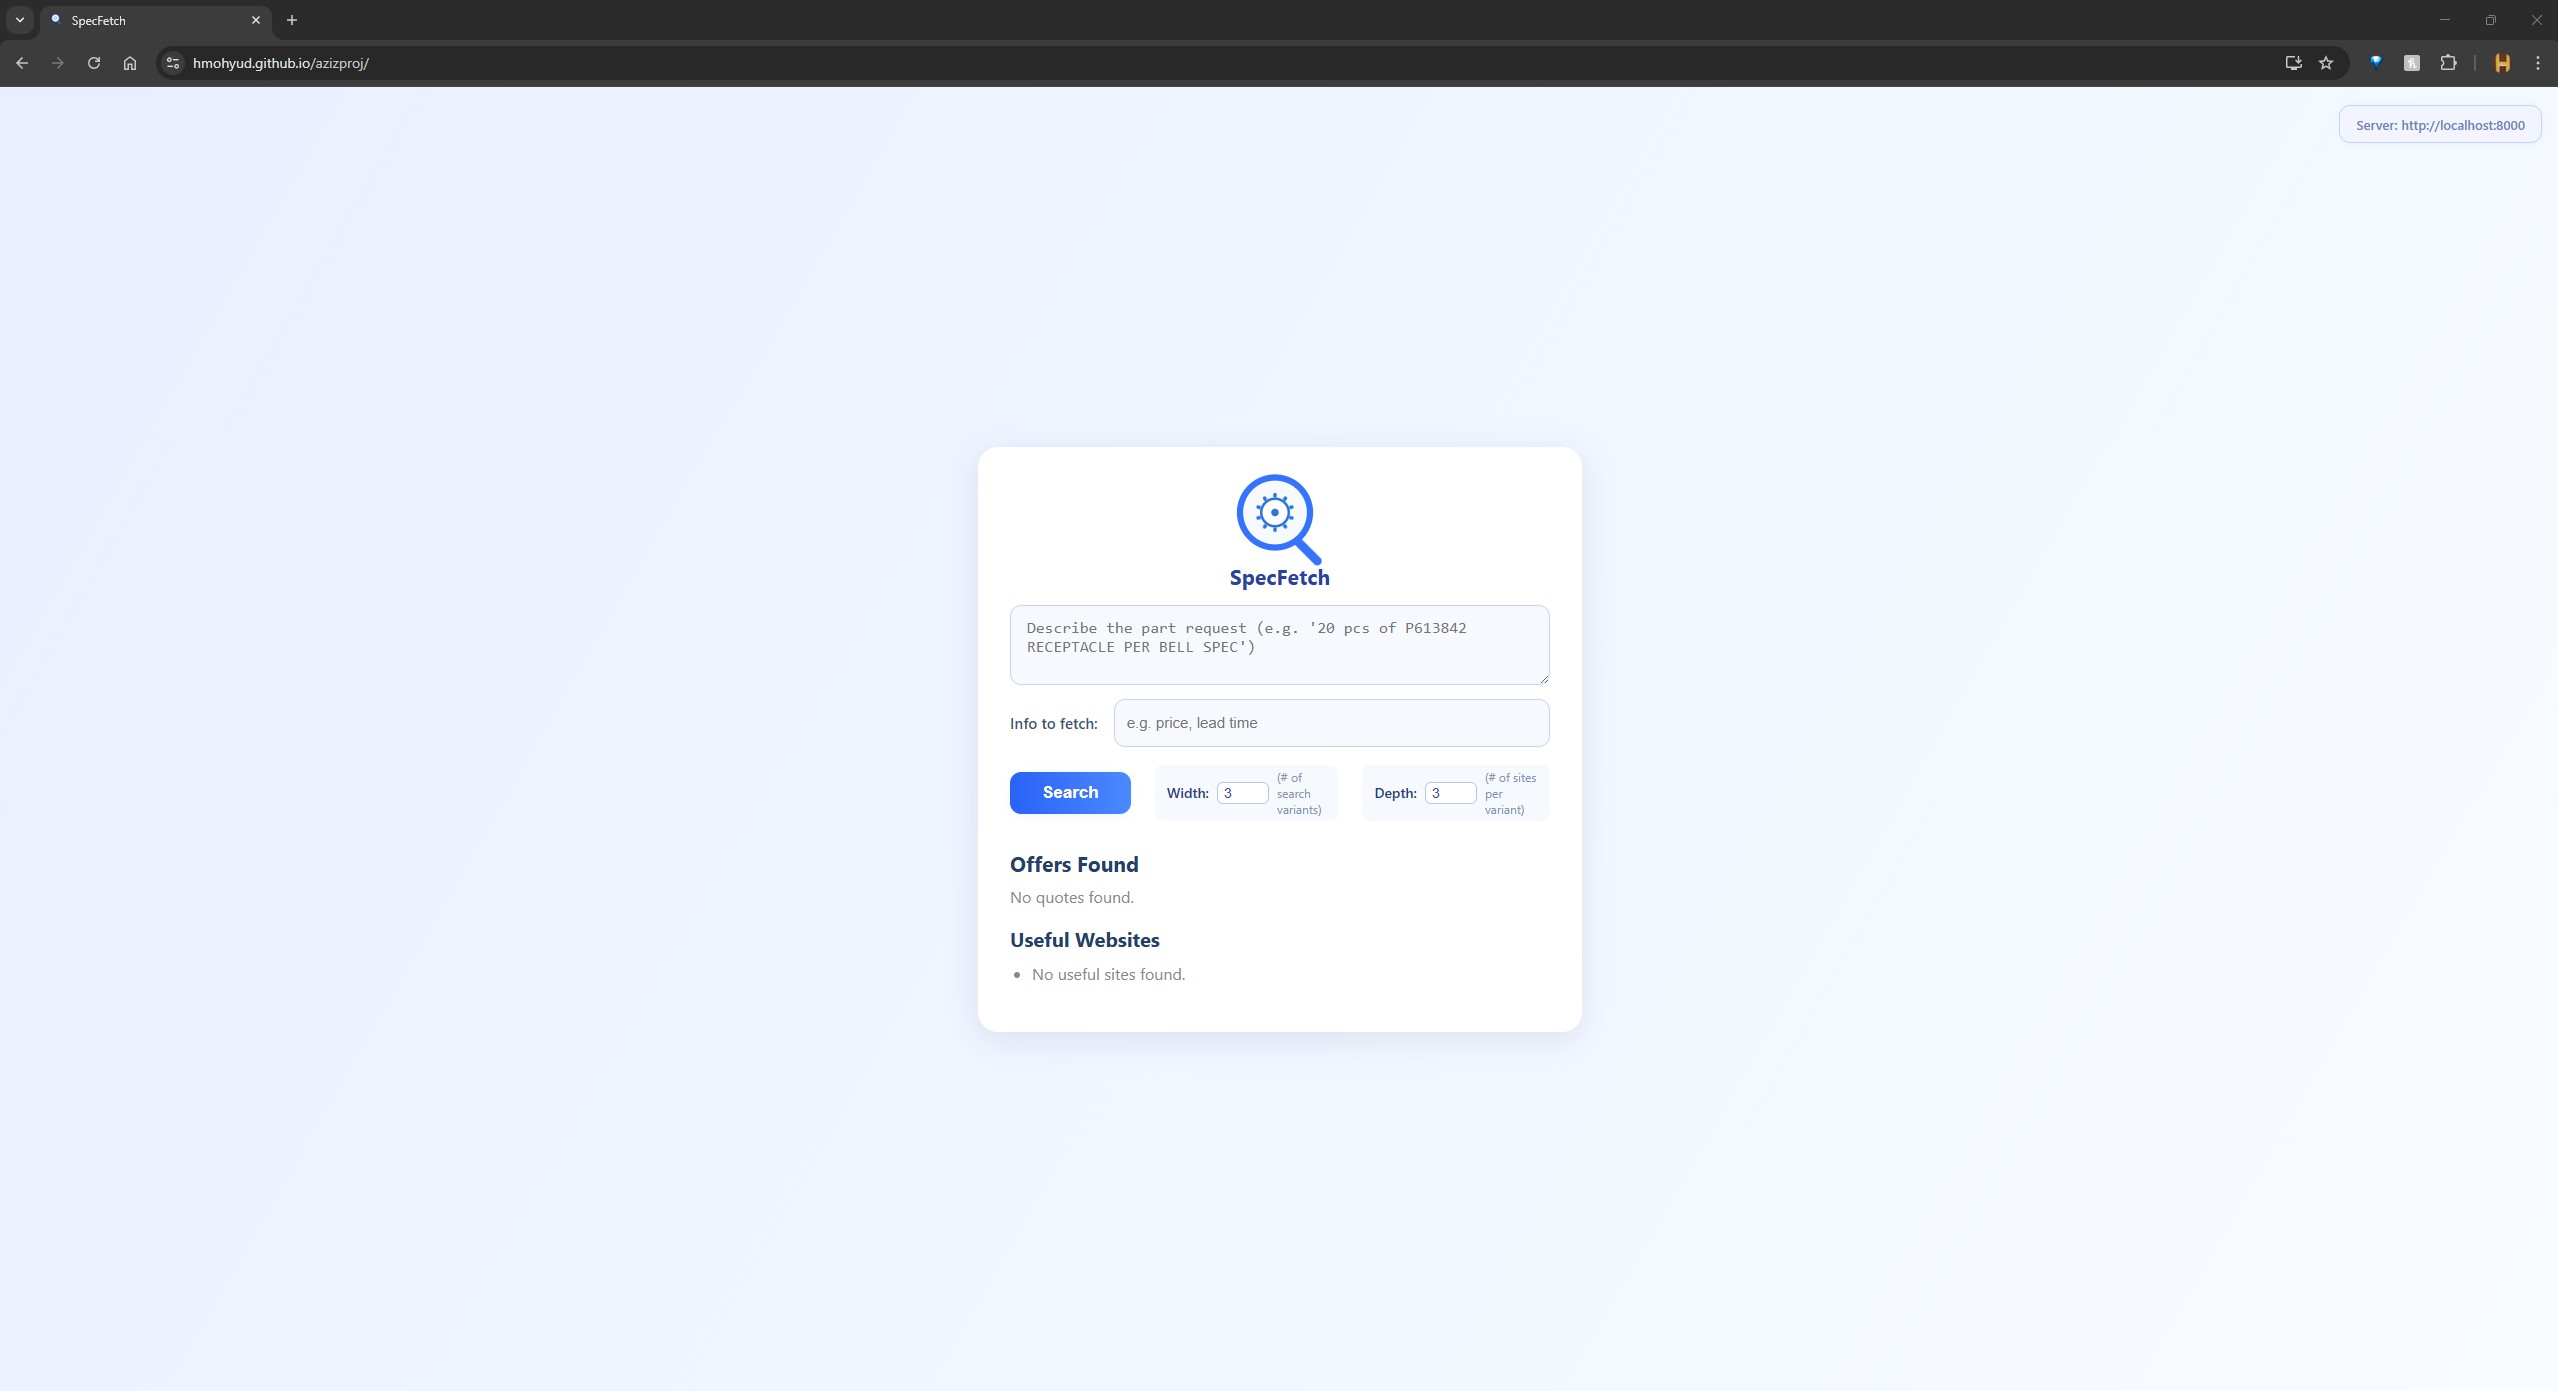 SpecFetch
hmohyud.github.io/azizproj/
Server: http://localhost:8000
SpecFetch
Describe the part request (e.g. '20 pcs of P613842
RECEPTACLE PER BELL SPEC')
Info to fetch:
e.g. price, lead time
Search
Width:
3
(# of
search
variants)
Depth:
3
(# of sites
per
variant)
Offers Found
No quotes found.
Useful Websites
No useful sites found.